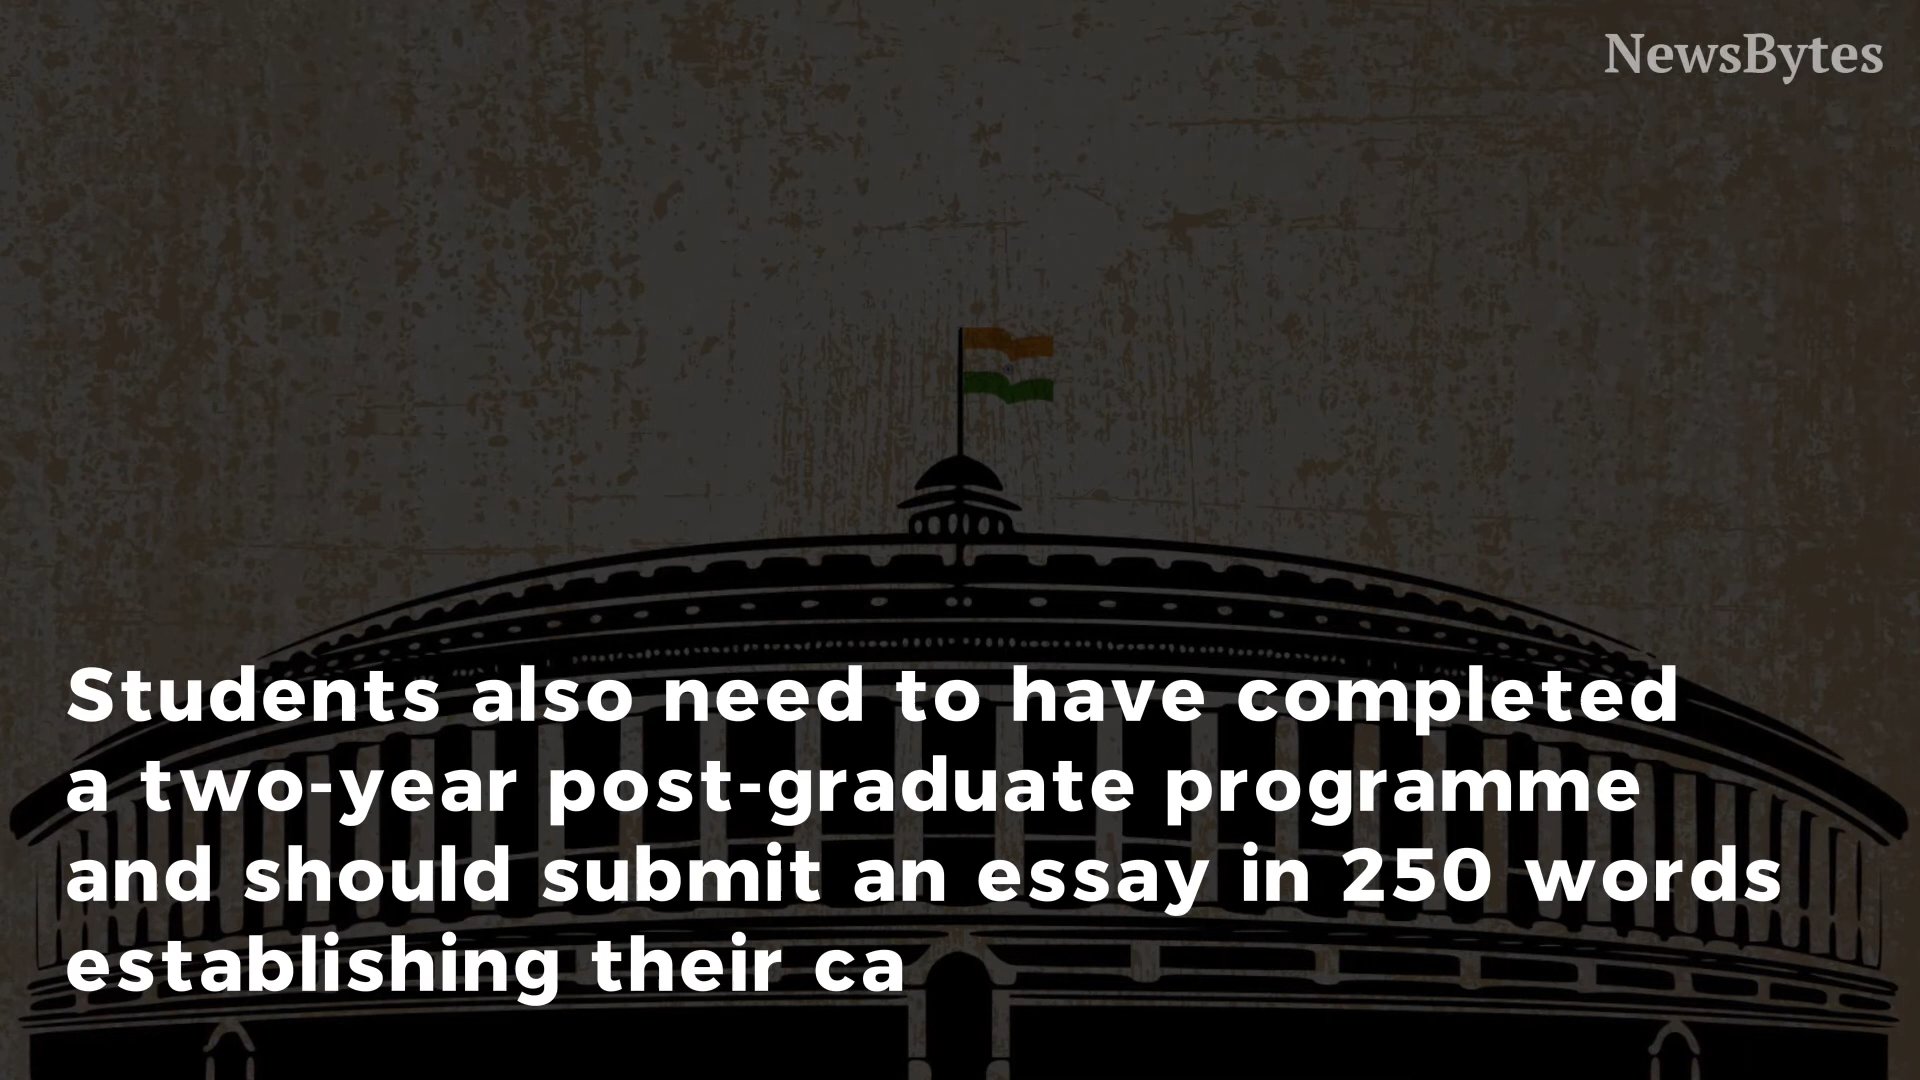 NewsBytes
Students also need to have completed
a two-year post-graduate programme
and should submit an essay in 250 words
establishing their ca